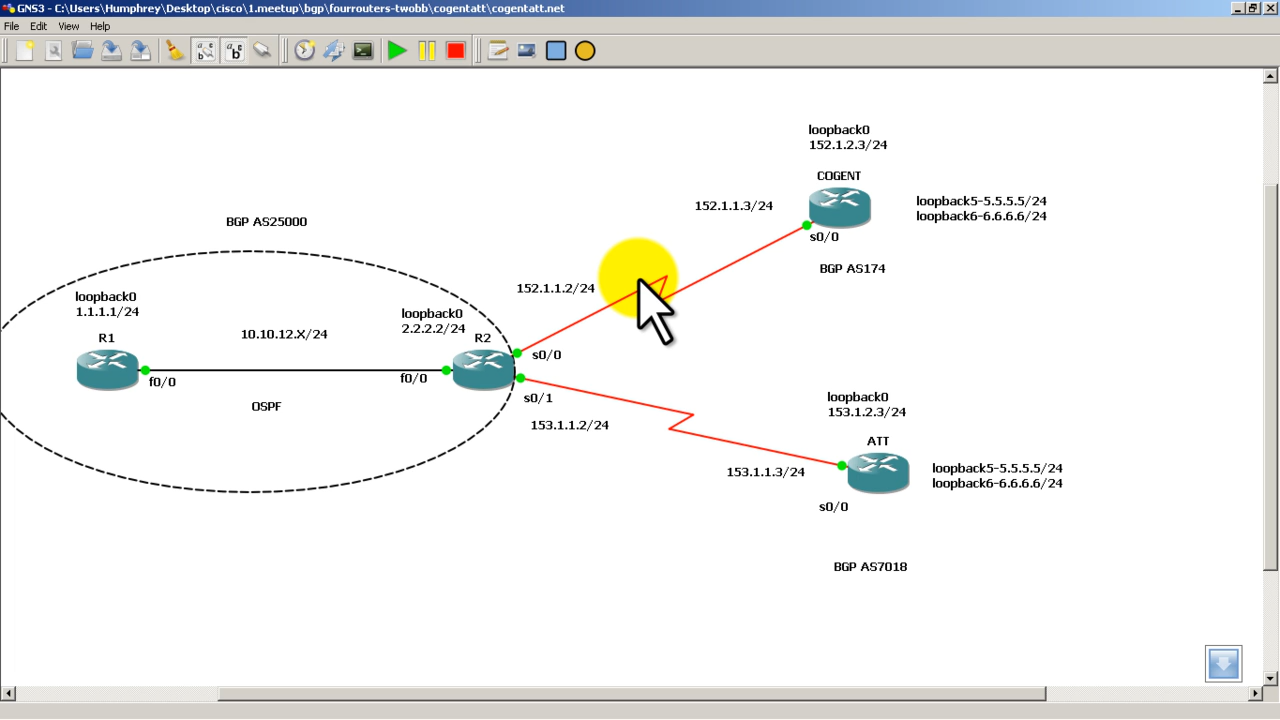 GNS3 - C:\Users\Humphrey\Desktop\cisco\1.meetup\bgp\fourrouters-twobb\cogentatt\cogentatt.net
File Edit View Help
loopback0
152.1.2.3/24
COGENT
152.1.1.3/24
loopback5-5.5.5.5/24
loopback6-6.6.6.6/24
s0/0
BGP AS174
BGP AS25000
152.1.1.2/24
loopback0
1.1.1.1/24
R1
f0/0
10.10.12.X/24
OSPF
loopback0
2.2.2.2/24
R2
f0/0
s0/0
s0/1
153.1.1.2/24
loopback0
153.1.2.3/24
ATT
153.1.1.3/24
loopback5-5.5.5.5/24
loopback6-6.6.6.6/24
s0/0
BGP AS7018